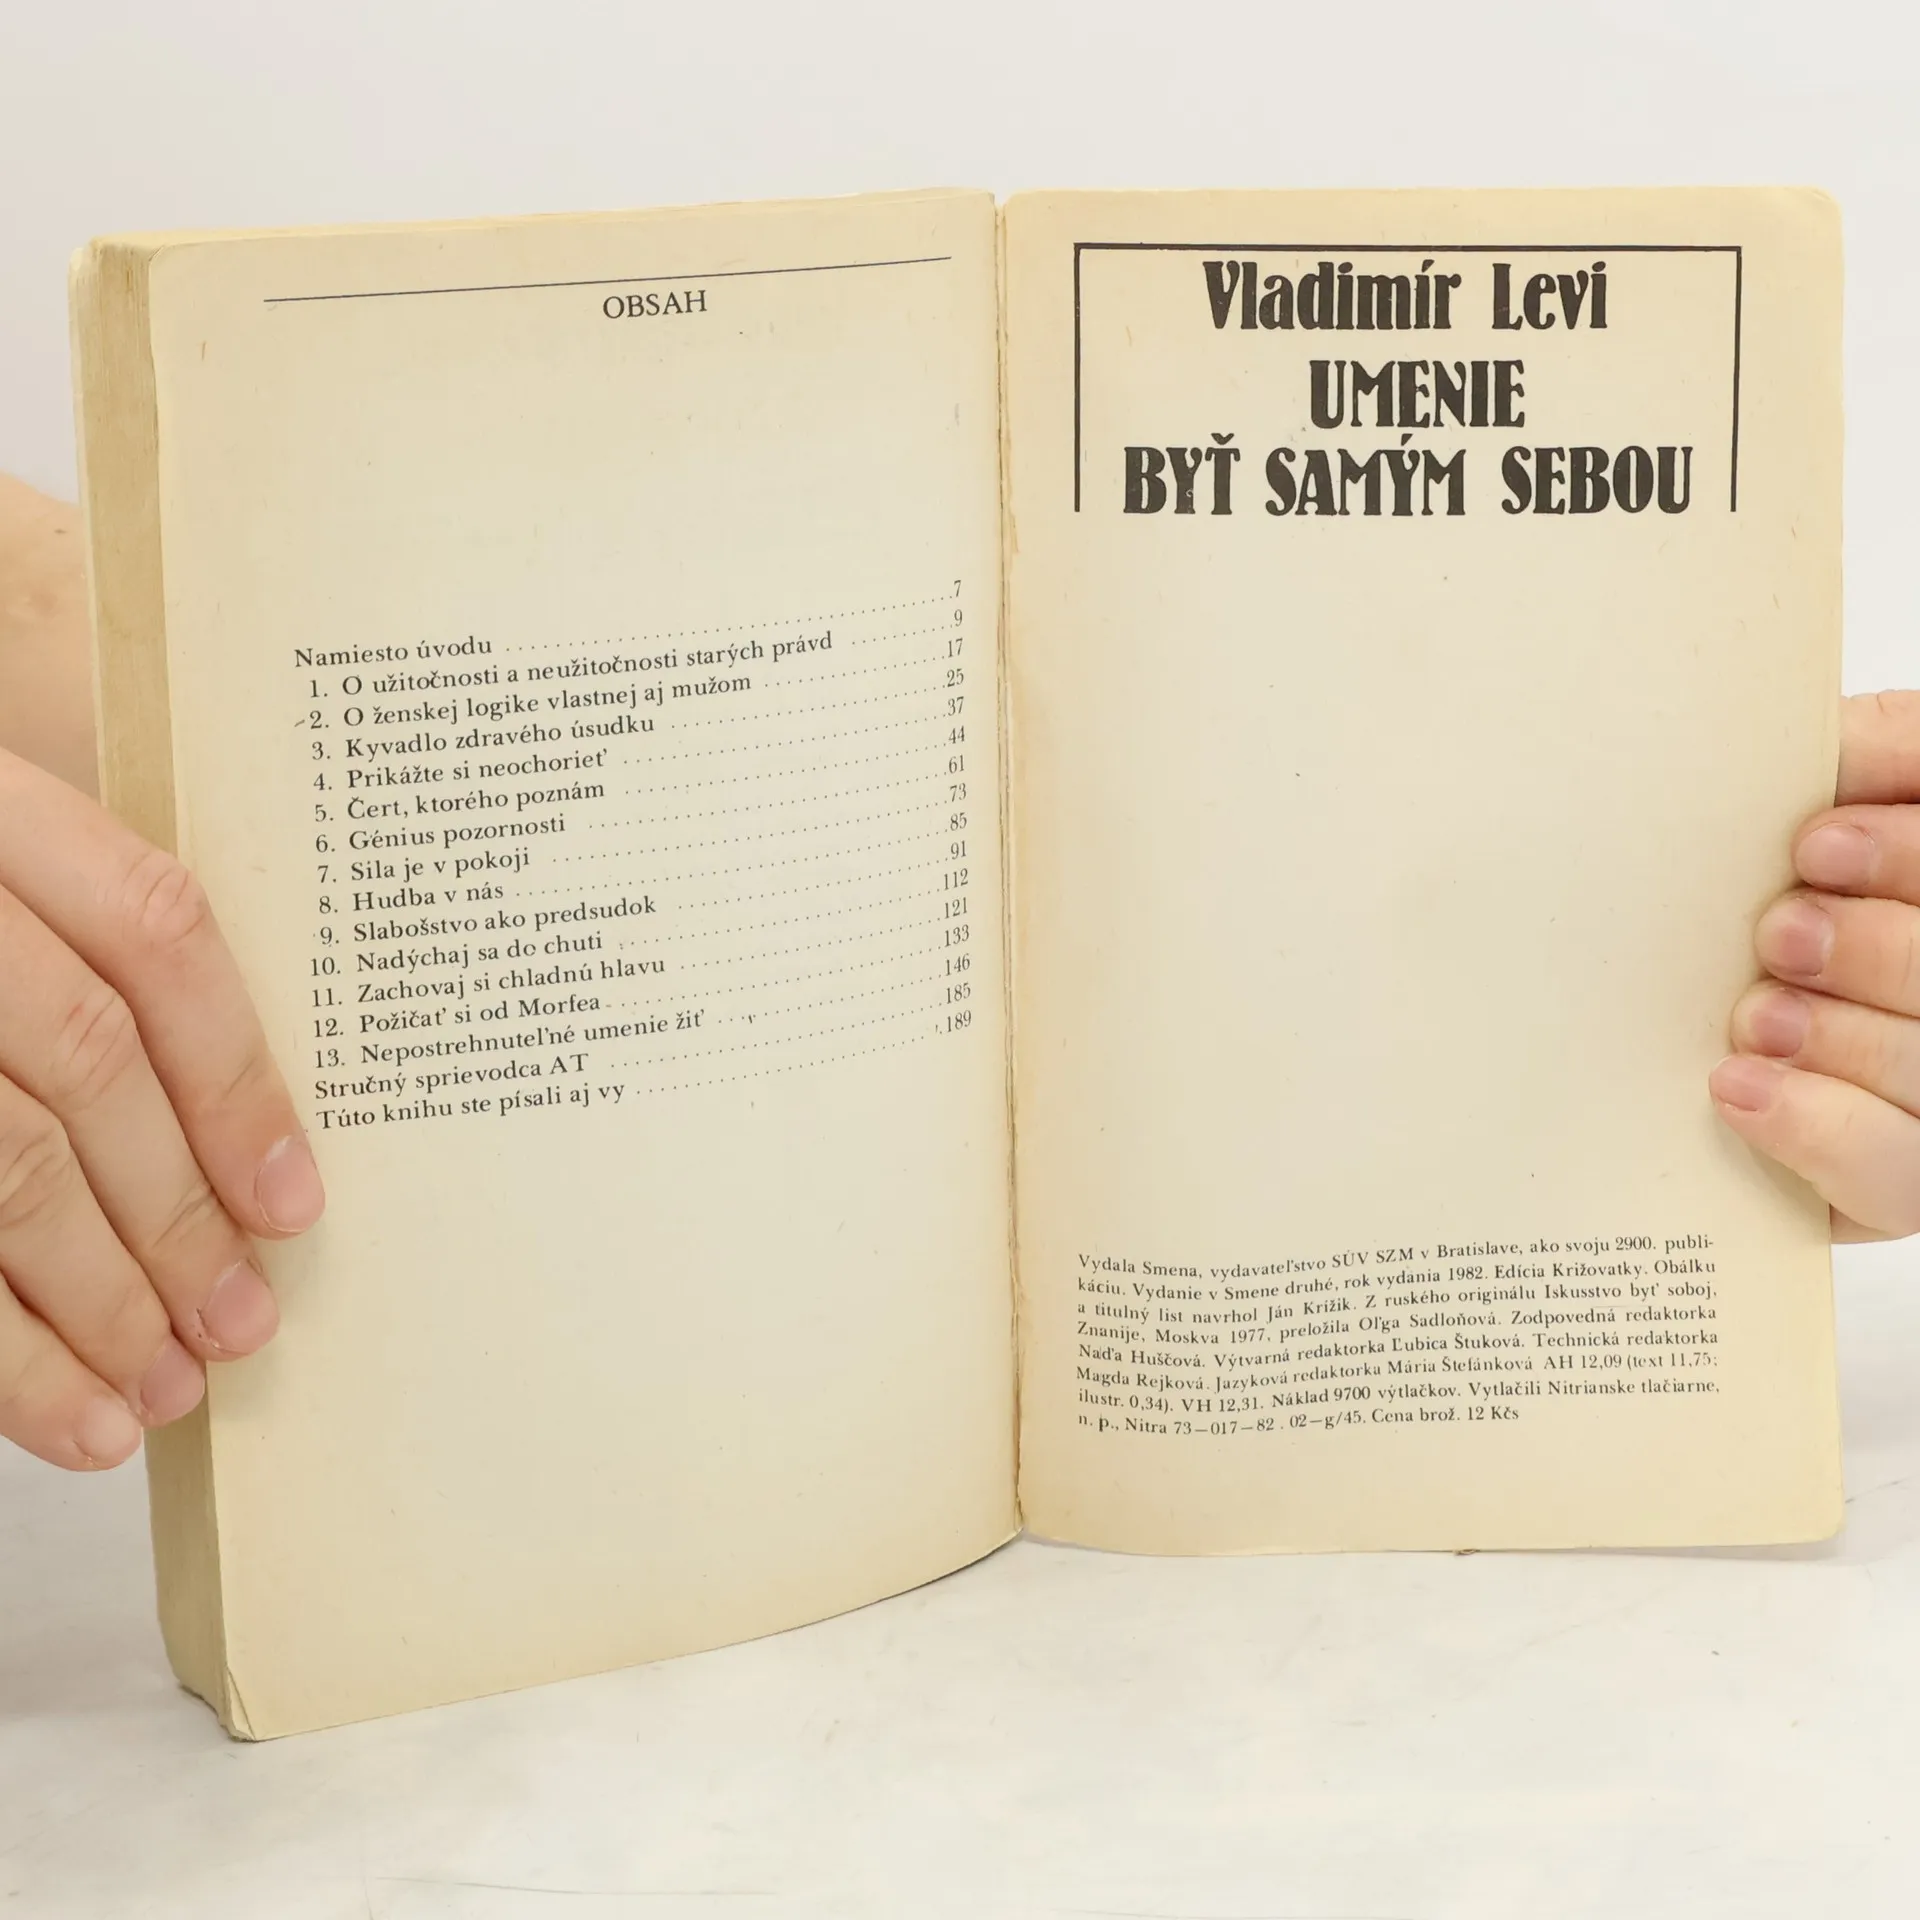 OBSAH
Namiesto úvodu . . . . . . . . . . . . . . . . . . . . . . . . . . . 7
1. O užitočnosti a neužitočnosti starých právd . . . . . . . . . . 9
2. O ženskej logike vlastnej aj mužom . . . . . . . . . . . . . . 17
3. Kyvadlo zdravého úsudku . . . . . . . . . . . . . . . . . . . 25
4. Prikážte si neochorieť . . . . . . . . . . . . . . . . . . . . . 37
5. Čert, ktorého poznám . . . . . . . . . . . . . . . . . . . . . 44
6. Génius pozornosti . . . . . . . . . . . . . . . . . . . . . . . 61
7. Sila je v pokoji . . . . . . . . . . . . . . . . . . . . . . . . . 73
8. Hudba v nás . . . . . . . . . . . . . . . . . . . . . . . . . . 85
9. Slabošstvo ako predsudok . . . . . . . . . . . . . . . . . . . 91
10. Nadýchaj sa do chuti . . . . . . . . . . . . . . . . . . . . . 112
11. Zachovaj si chladnú hlavu . . . . . . . . . . . . . . . . . . 121
12. Požičať si od Morfea . . . . . . . . . . . . . . . . . . . . . 133
13. Nepostrehnuteľné umenie žiť . . . . . . . . . . . . . . . . 146
Stručný sprievodca AT . . . . . . . . . . . . . . . . . . . . . . 185
Túto knihu ste písali aj vy . . . . . . . . . . . . . . . . . . . . 189
Vladimír Levi
UMENIE
BYŤ SAMÝM SEBOU
Vydala Smena, vydavateľstvo SÚV SZM v Bratislave, ako svoju 2900. publi-
káciu. Vydanie v Smene druhé, rok vydania 1982. Edícia Križovatky. Obálku
a titulný list navrhol Ján Krížik. Z ruského originálu Iskusstvo byť soboj,
Znanije, Moskva 1977, preložila Oľga Sadloňová. Zodpovedná redaktorka
Naďa Huščová. Výtvarná redaktorka Ľubica Štuková. Technická redaktorka
Magda Rejková. Jazyková redaktorka Mária Štefánková AH 12,09 (text 11,75;
ilustr. 0,34). VH 12,31. Náklad 9700 výtlačkov. Vytlačili Nitrianske tlačiarne,
n. p., Nitra 73—017—82 . 02—g/45. Cena brož. 12 Kčs